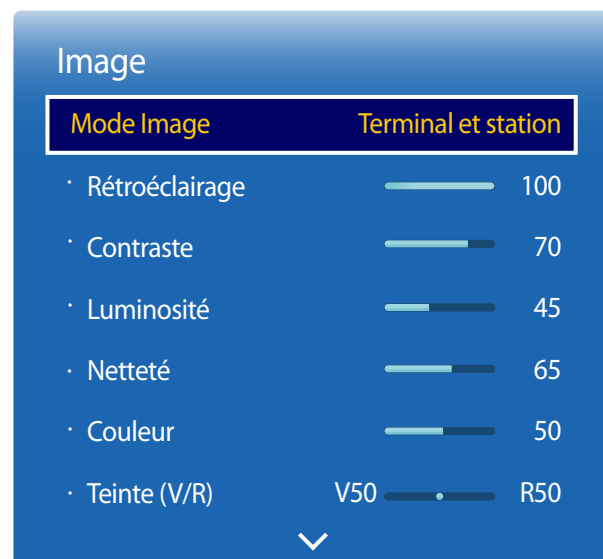 Image
Mode Image Terminal et station
· Rétroéclairage 100
· Contraste 70
· Luminosité 45
· Netteté 65
· Couleur 50
· Teinte (V/R) V50 R50